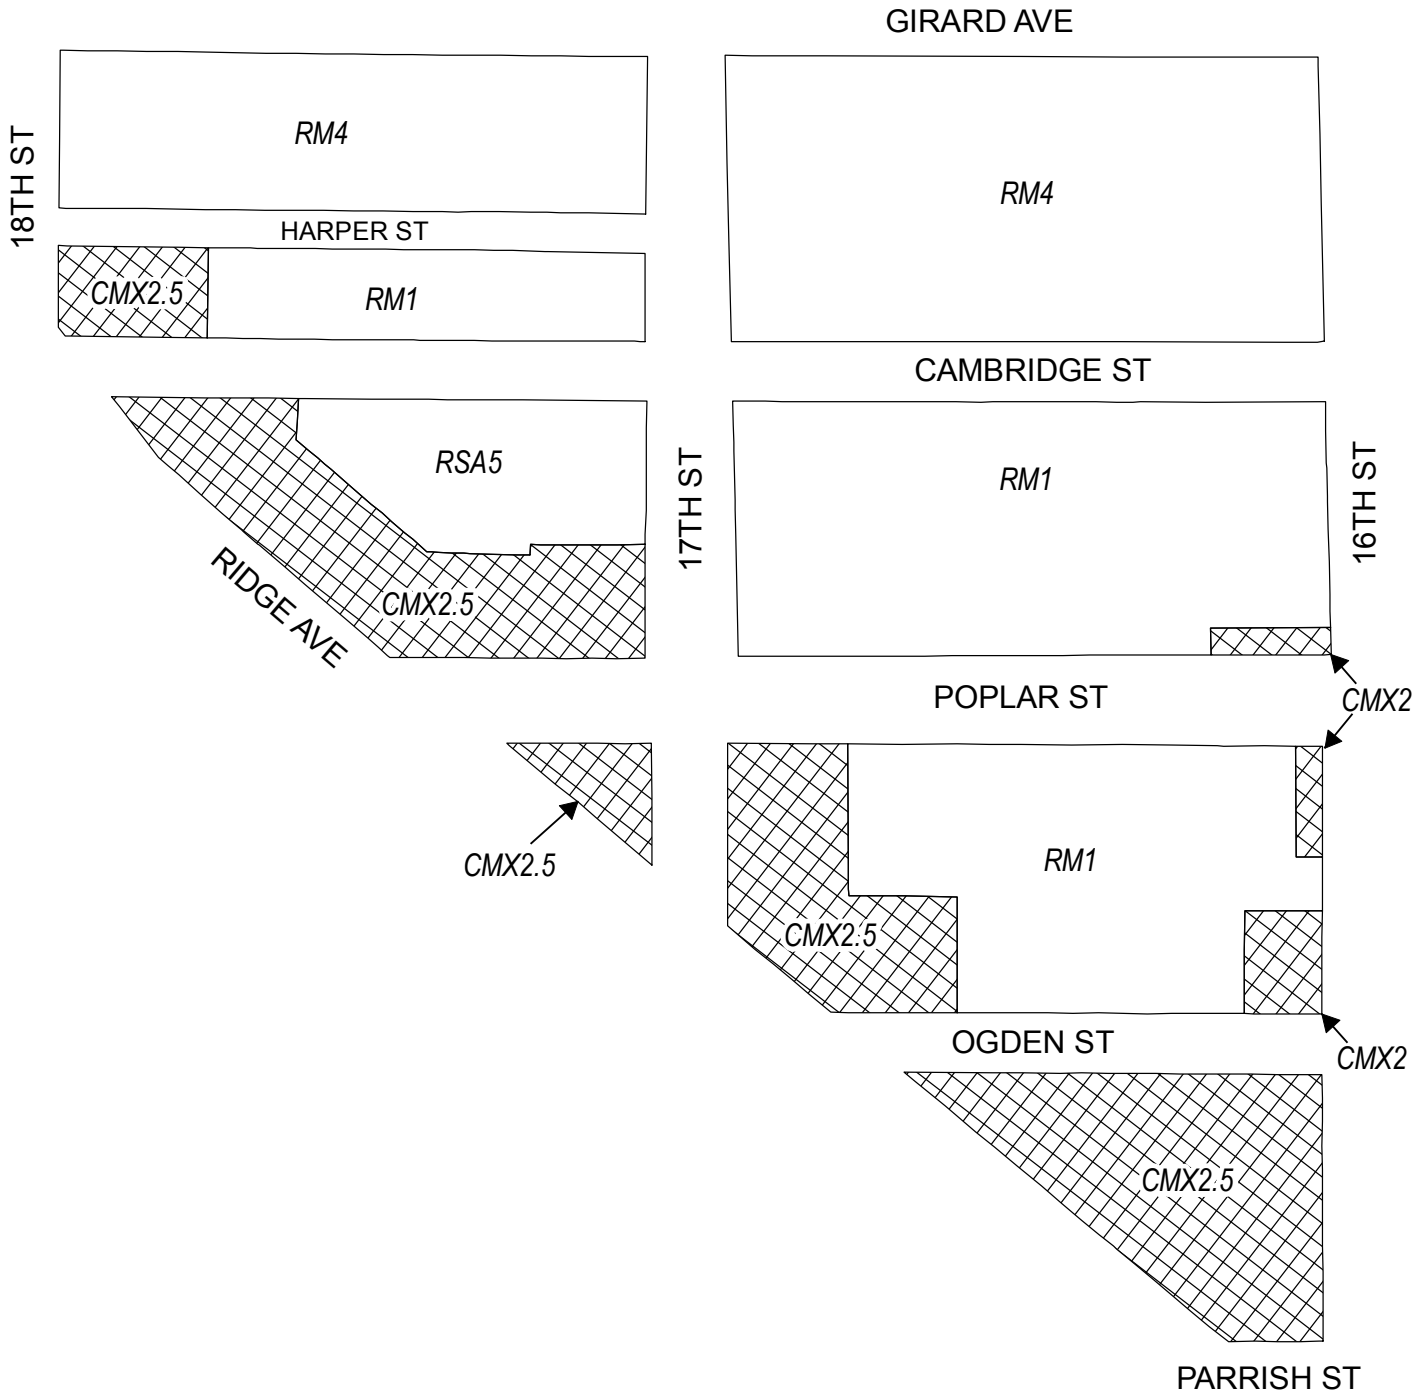 GIRARD AVE
RM4
RM4
18TH ST
HARPER ST
CMX2.5
RM1
CAMBRIDGE ST
RSA5
RM1
17TH ST
16TH ST
RIDGE AVE
CMX2.5
POPLAR ST
CMX2
CMX2.5
RM1
CMX2.5
OGDEN ST
CMX2
CMX2.5
PARRISH ST